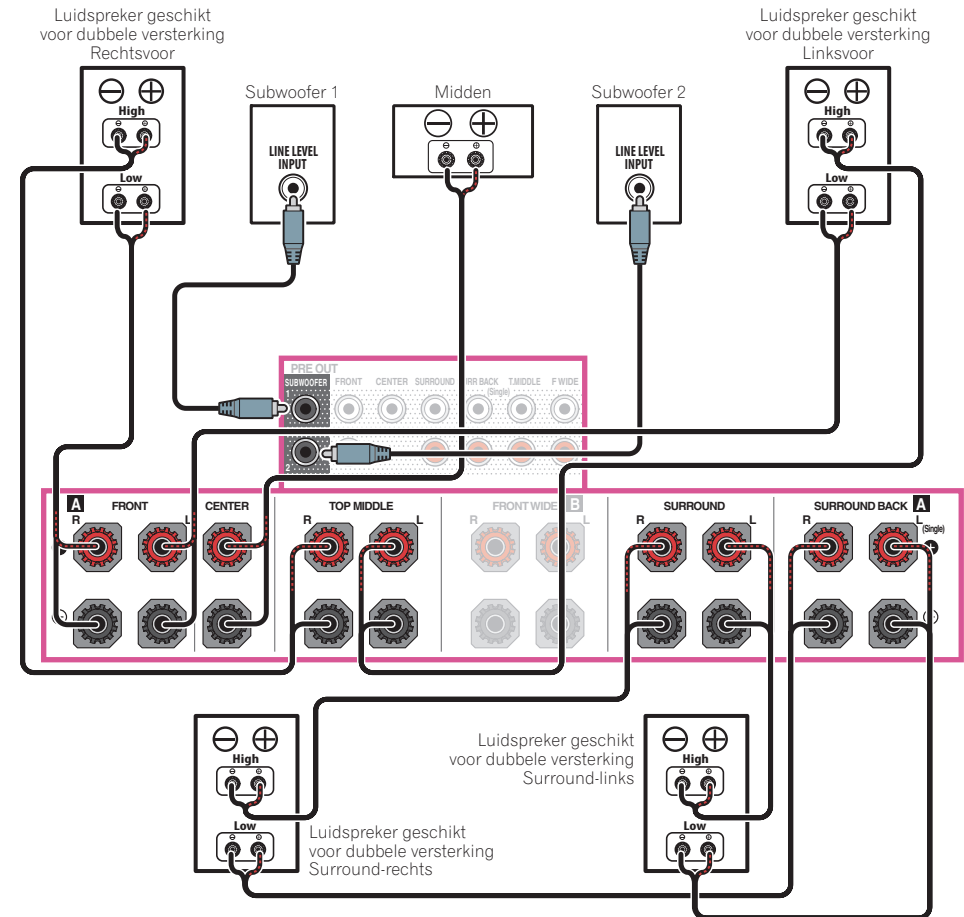 Luidspreker geschikt
voor dubbele versterking
Rechtsvoor
Luidspreker geschikt
voor dubbele versterking
Linksvoor
Subwoofer 1
Midden
Subwoofer 2
High
Low
LINE LEVEL
INPUT
LINE LEVEL
INPUT
High
Low
PRE OUT
SUBWOOFER FRONT CENTER SURROUND T.MIDDLE F WIDE
(Single)
1
2
A FRONT CENTER TOP MIDDLE FRONT WIDE B SURROUND SURROUND BACK A
R L R L R L R L R L
(Single)
High
Low
Luidspreker geschikt
voor dubbele versterking
Surround-rechts
Luidspreker geschikt
voor dubbele versterking
Surround-links
High
Low